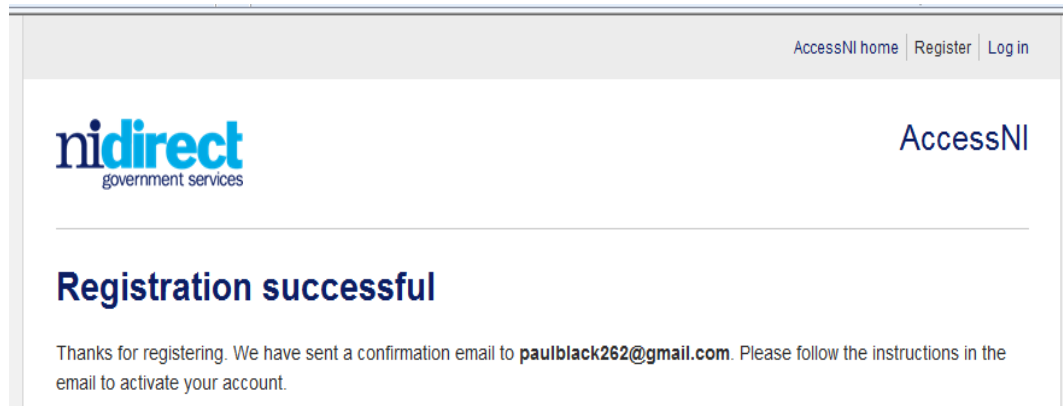 AccessNI home Register Log in
nidirect
government services
AccessNI
Registration successful
Thanks for registering. We have sent a confirmation email to paulblack262@gmail.com. Please follow the instructions in the
email to activate your account.